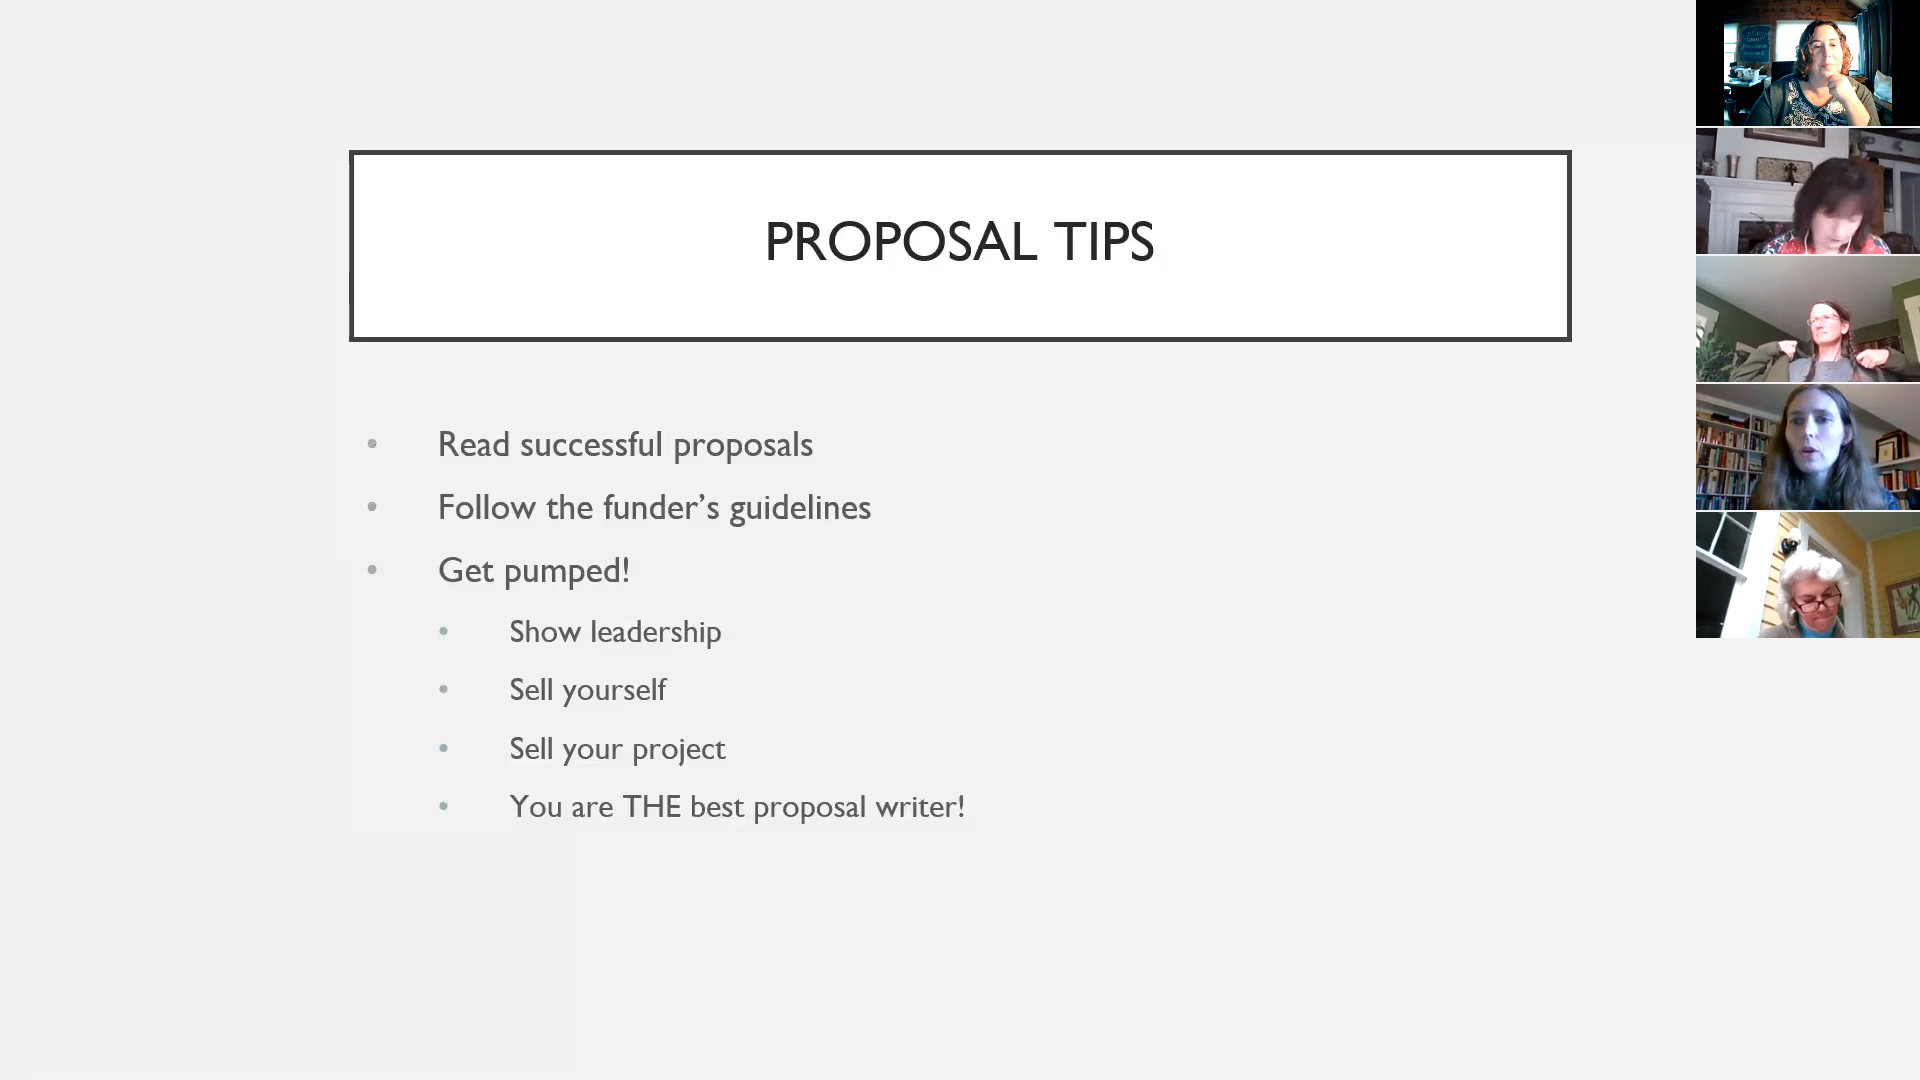 PROPOSAL TIPS
• Read successful proposals
• Follow the funder’s guidelines
• Get pumped!
• Show leadership
• Sell yourself
• Sell your project
• You are THE best proposal writer!